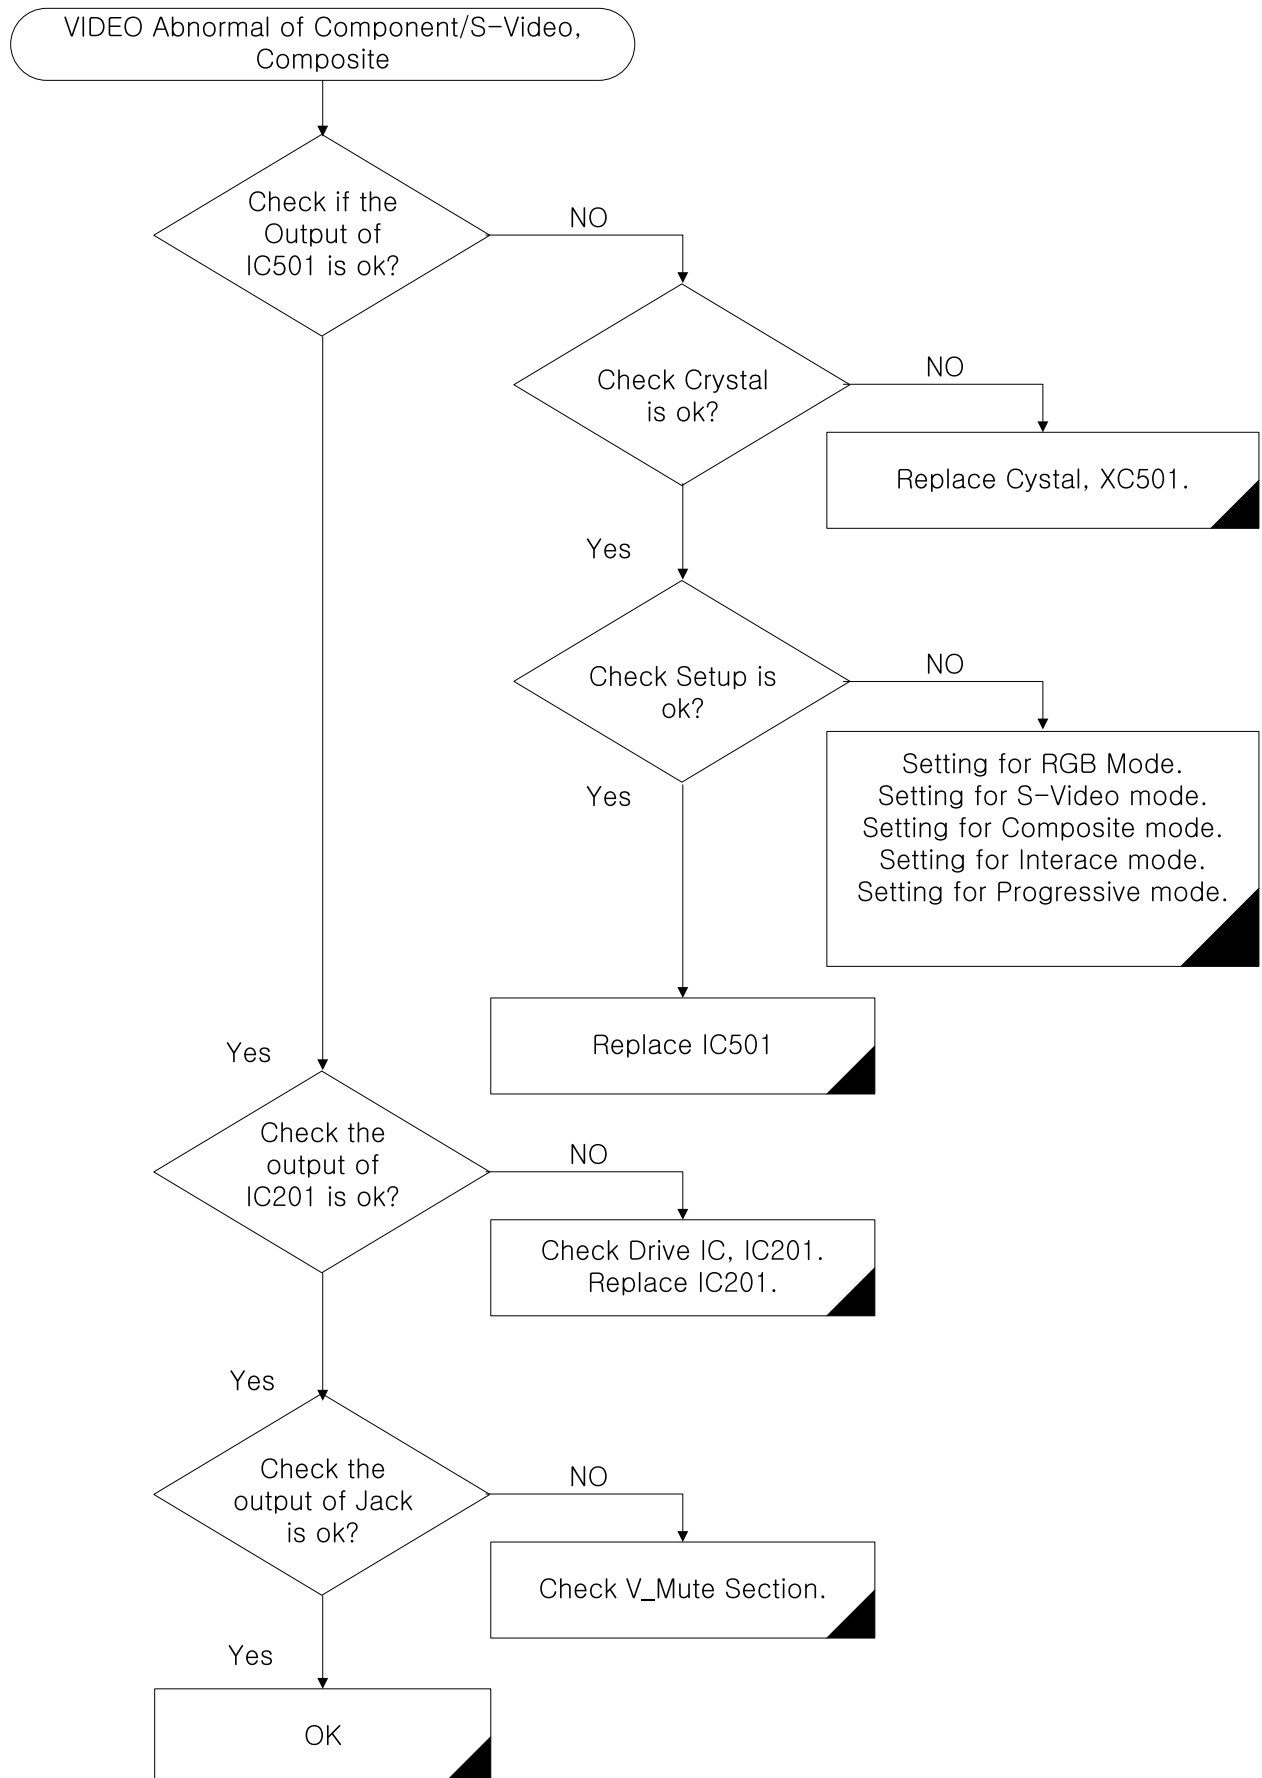 VIDEO Abnormal of Component/S-Video,
Composite
Check if the
Output of
IC501 is ok?
NO
Check Crystal
is ok?
NO
Replace Cystal, XC501.
Yes
Check Setup is
ok?
NO
Setting for RGB Mode.
Setting for S-Video mode.
Setting for Composite mode.
Setting for Interace mode.
Setting for Progressive mode.
Yes
Replace IC501
Yes
Check the
output of
IC201 is ok?
NO
Check Drive IC, IC201.
Replace IC201.
Yes
Check the
output of Jack
is ok?
NO
Check V_Mute Section.
Yes
OK